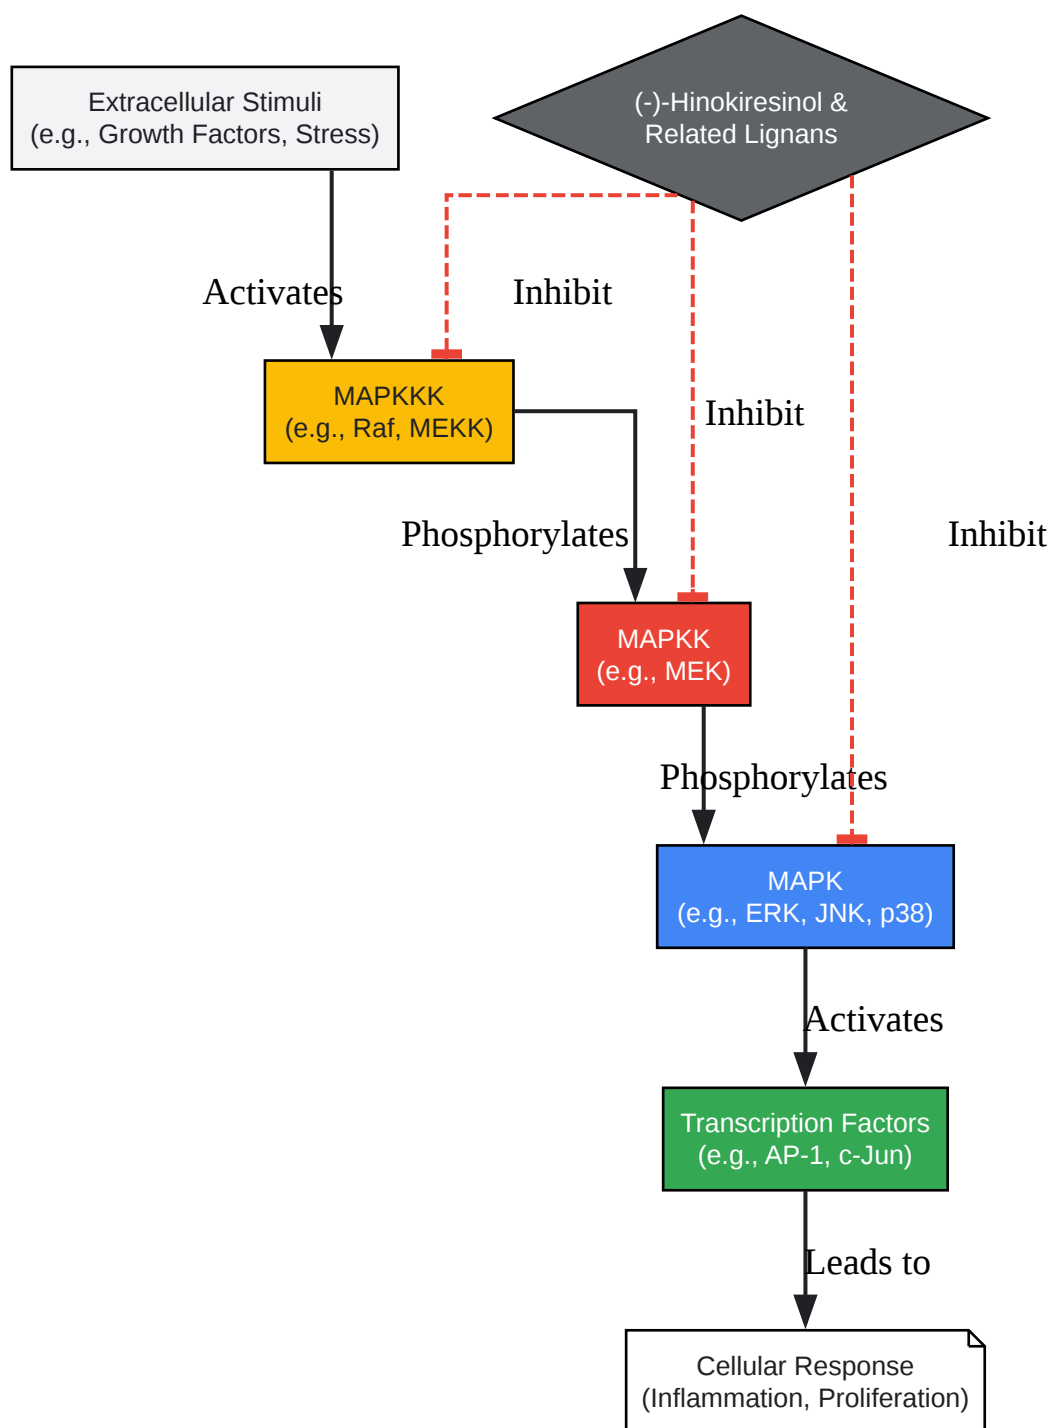 Extracellular Stimuli
(e.g., Growth Factors, Stress)
(-)-Hinokiresinol &
Related Lignans
Activates
Inhibit
MAPKKK
(e.g., Raf, MEKK)
Inhibit
Phosphorylates
Inhibit
MAPKK
(e.g., MEK)
Phosphorylates
MAPK
(e.g., ERK, JNK, p38)
Activates
Transcription Factors
(e.g., AP-1, c-Jun)
Leads to
Cellular Response
(Inflammation, Proliferation)